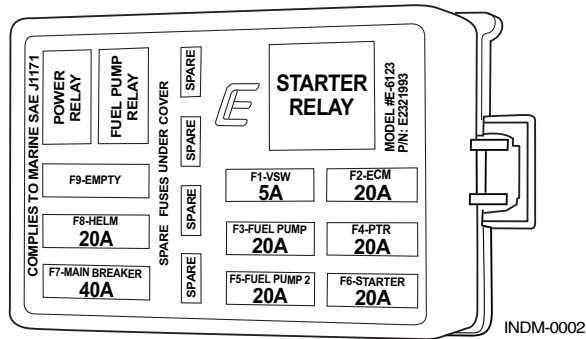 COMPLIES TO MARINE SAE J1171
POWER
RELAY
FUEL PUMP
RELAY
SPARE FUSES UNDER COVER
SPARE
SPARE
SPARE
SPARE
E
STARTER
RELAY
MODEL #E-6123
P/N: E2321993
F9-EMPTY
F8-HELM
20A
F7-MAIN BREAKER
40A
F1-VSW
5A
F2-ECM
20A
F3-FUEL PUMP
20A
F4-PTR
20A
F5-FUEL PUMP 2
20A
F6-STARTER
20A
INDM-0002